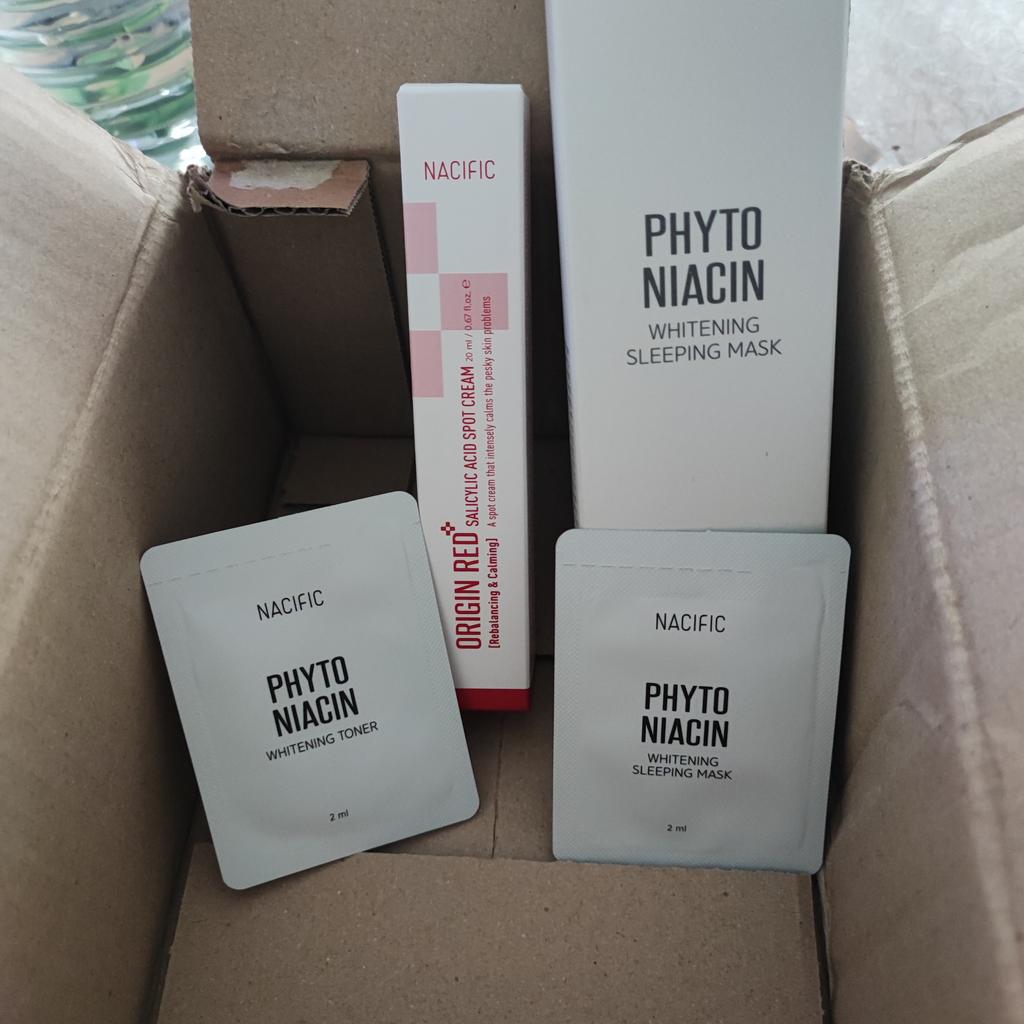 NACIFIC
ORIGIN RED
SALICYLIC ACID SPOT CREAM 20 ml / 0.67 fl.oz. ℮
[Rebalancing & Calming] A spot cream that intensely calms the pesky skin problems
PHYTO
NIACIN
WHITENING
SLEEPING MASK
NACIFIC
PHYTO
NIACIN
WHITENING TONER
2 ml
NACIFIC
PHYTO
NIACIN
WHITENING
SLEEPING MASK
2 ml